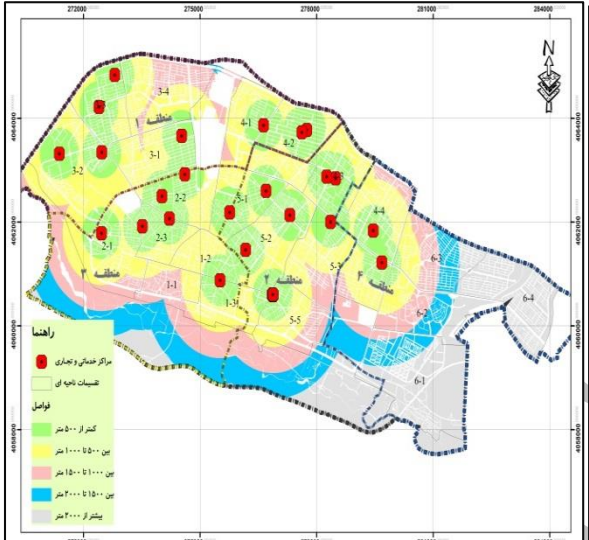 272000 275000 278000 281000 284000
N
3-4
منطقه ۱
4-1
4-2
3-1
3-2
2-2
5-1
4-4
2-1
2-3
5-2
1-2
منطقه ۳
1-1
منطقه ۲
منطقه ۶
6-3
6-4
1-3
5-5
6-2
6-1
4064000
4062000
4060000
4058000
راهنما
مراکز خدماتی و تجاری
تقسیمات ناحیه ای
فواصل
کمتر از ۵۰۰ متر
بین ۵۰۰ تا ۱۰۰۰ متر
بین ۱۰۰۰ تا ۱۵۰۰ متر
بین ۱۵۰۰ تا ۲۰۰۰ متر
بیشتر از ۲۰۰۰ متر